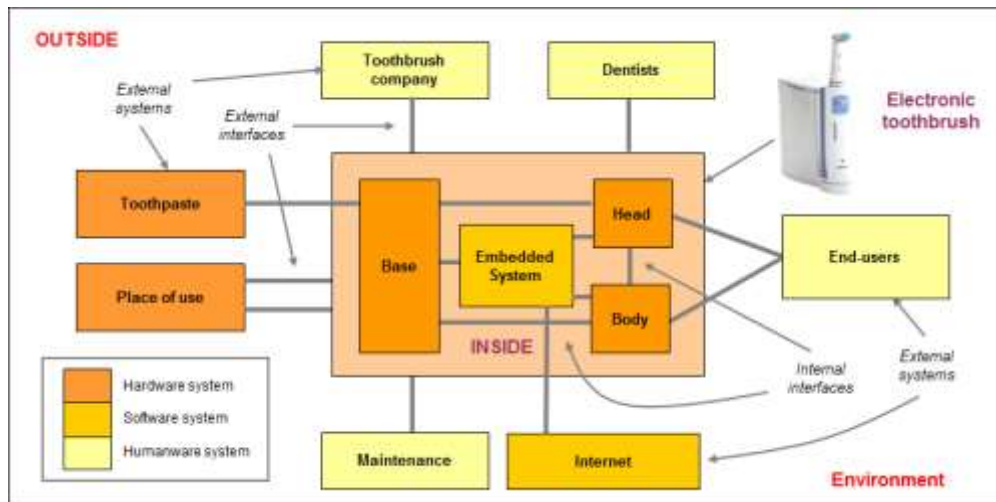 OUTSIDE
Toothbrush
company
Dentists
External
systems
External
interfaces
Electronic
toothbrush
Toothpaste
Head
Base
Embedded
System
End-users
Place of use
Body
INSIDE
Hardware system
Software system
Humanware system
Internal
interfaces
External
systems
Maintenance
Internet
Environment